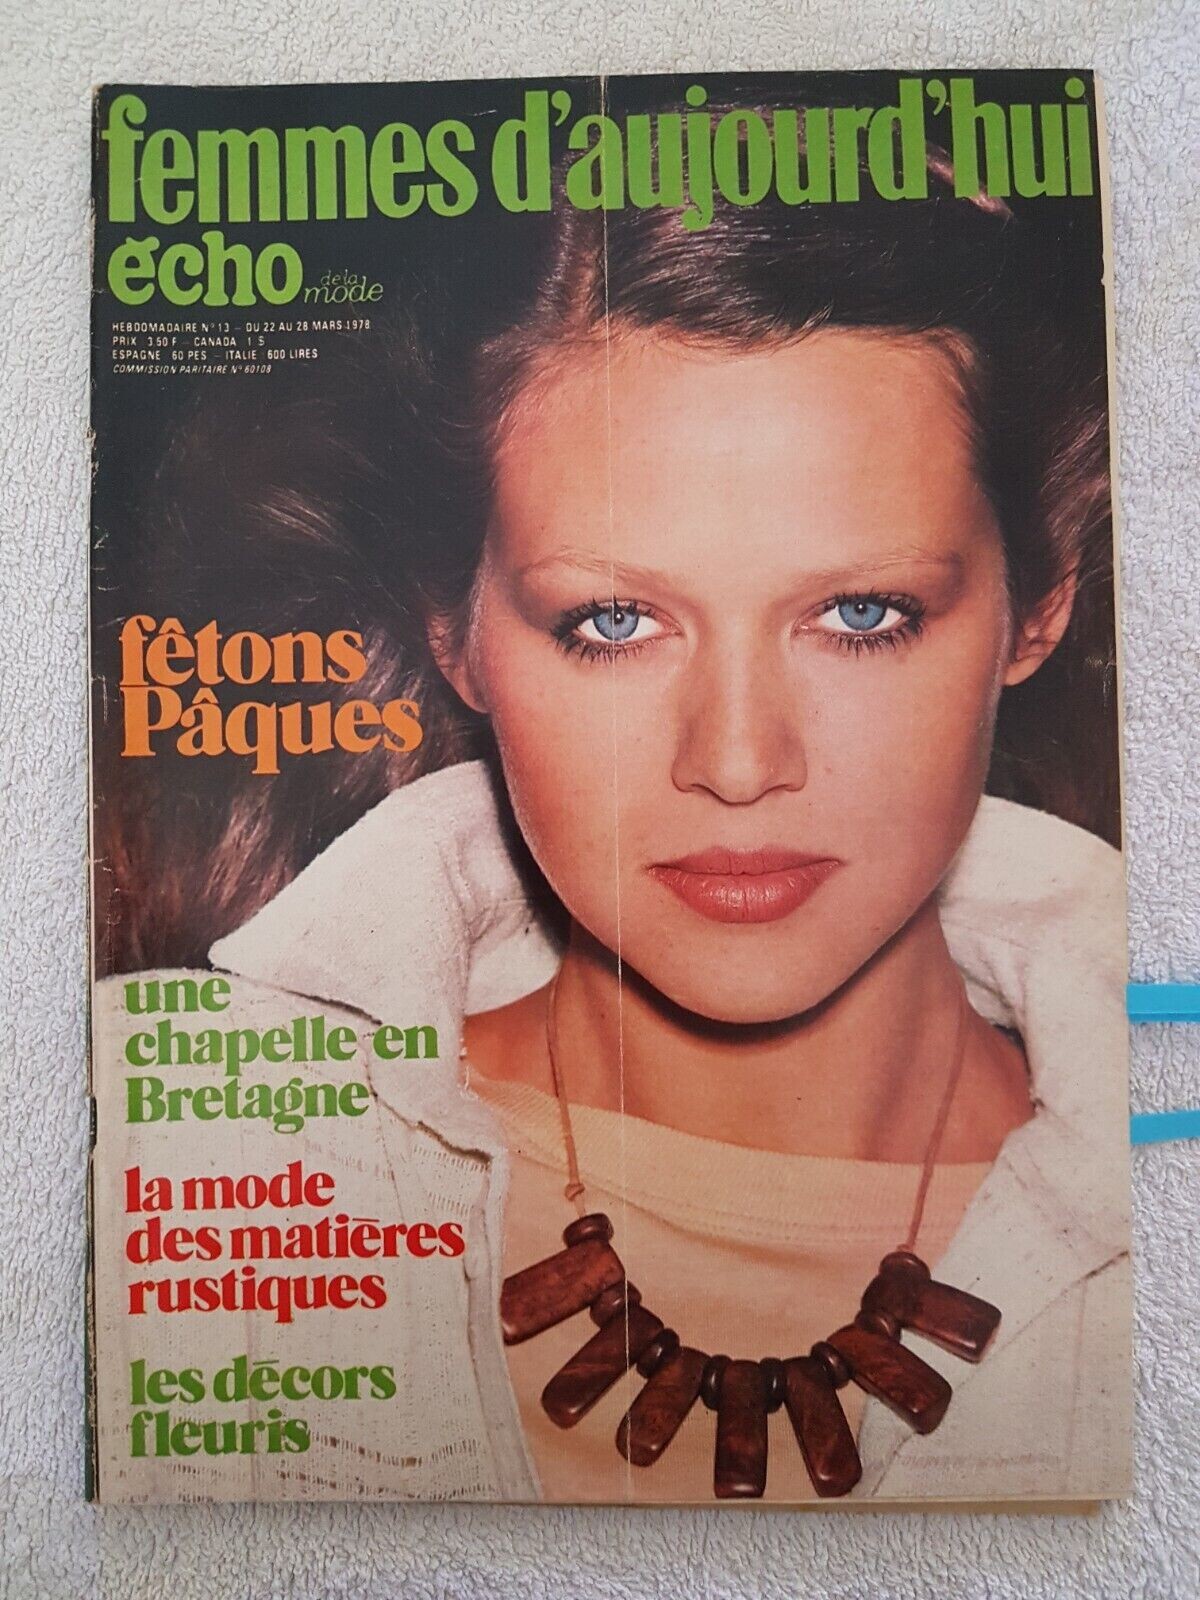 femmes d'aujourd'hui
écho de la mode
HEBDOMADAIRE N° 13 - DU 22 AU 28 MARS 1978
PRIX 3.50 F - CANADA 1 $
ESPAGNE 60 PES - ITALIE 600 LIRES
COMMISSION PARITAIRE N° 60108
fêtons
Pâques
une
chapelle en
Bretagne
la mode
des matières
rustiques
les décors
fleuris